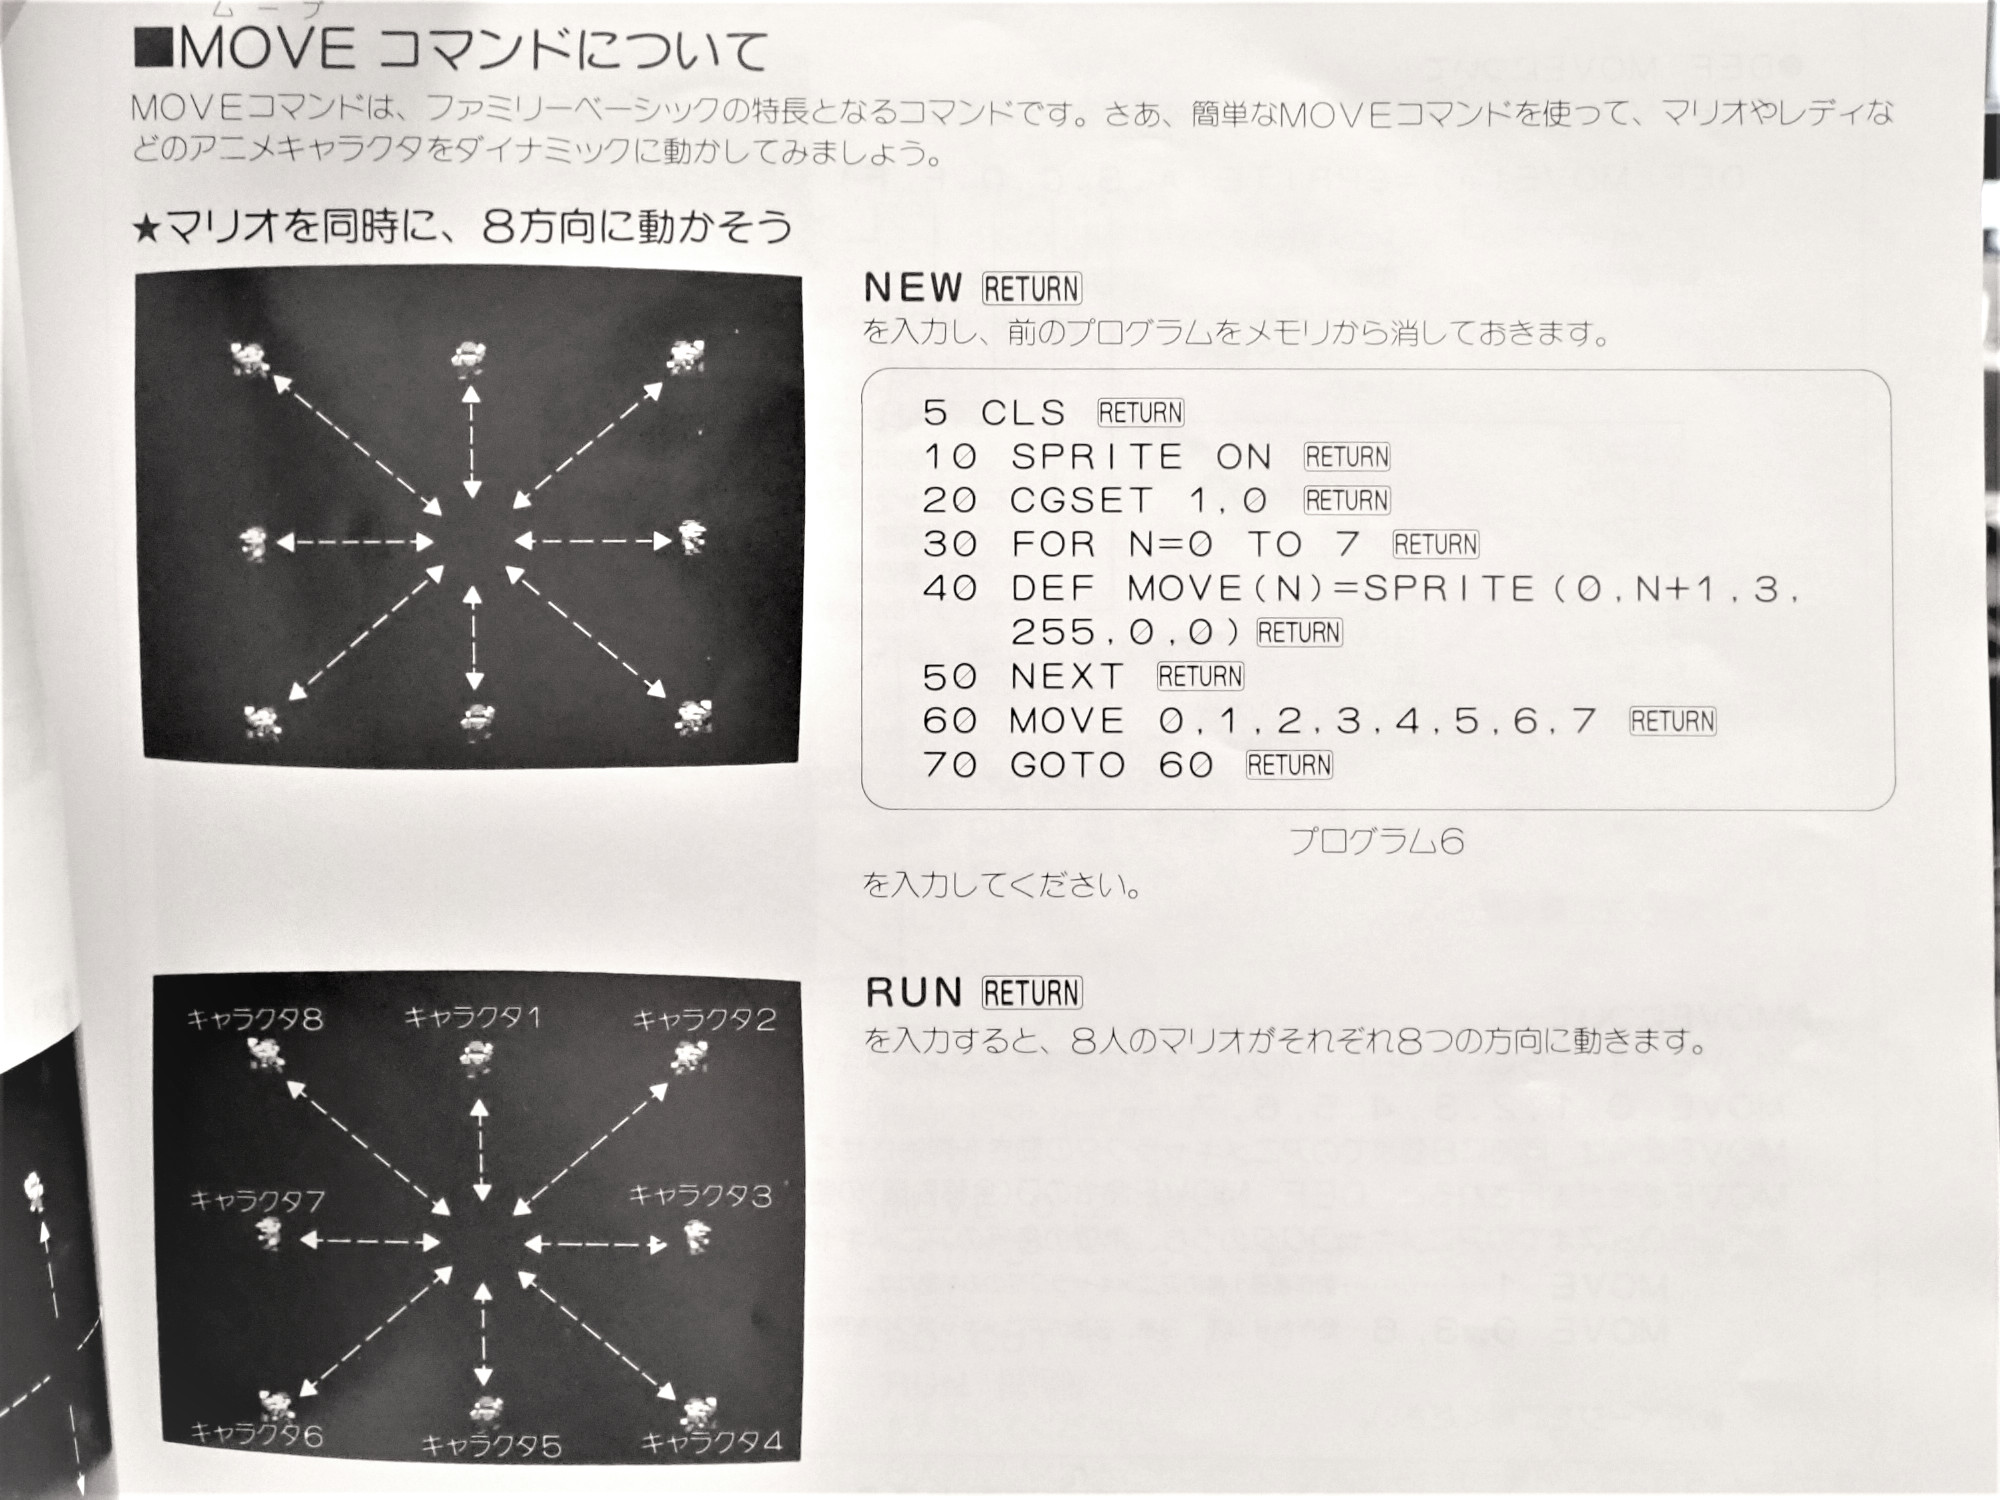 ムーブ
■MOVE コマンドについて
MOVEコマンドは、ファミリーベーシックの特長となるコマンドです。さあ、簡単なMOVEコマンドを使って、マリオやレディな
どのアニメキャラクタをダイナミックに動かしてみましょう。
★マリオを同時に、8方向に動かそう
NEW RETURN
を入力し、前のプログラムをメモリから消しておきます。
5 CLS RETURN
10 SPRITE ON RETURN
20 CGSET 1,0 RETURN
30 FOR N=0 TO 7 RETURN
40 DEF MOVE(N)=SPRITE(0,N+1,3,
255,0,0) RETURN
50 NEXT RETURN
60 MOVE 0,1,2,3,4,5,6,7 RETURN
70 GOTO 60 RETURN
プログラム6
を入力してください。
RUN RETURN
を入力すると、8人のマリオがそれぞれ8つの方向に動きます。
キャラクタ8 キャラクタ1 キャラクタ2
キャラクタ7 キャラクタ3
キャラクタ6 キャラクタ5 キャラクタ4